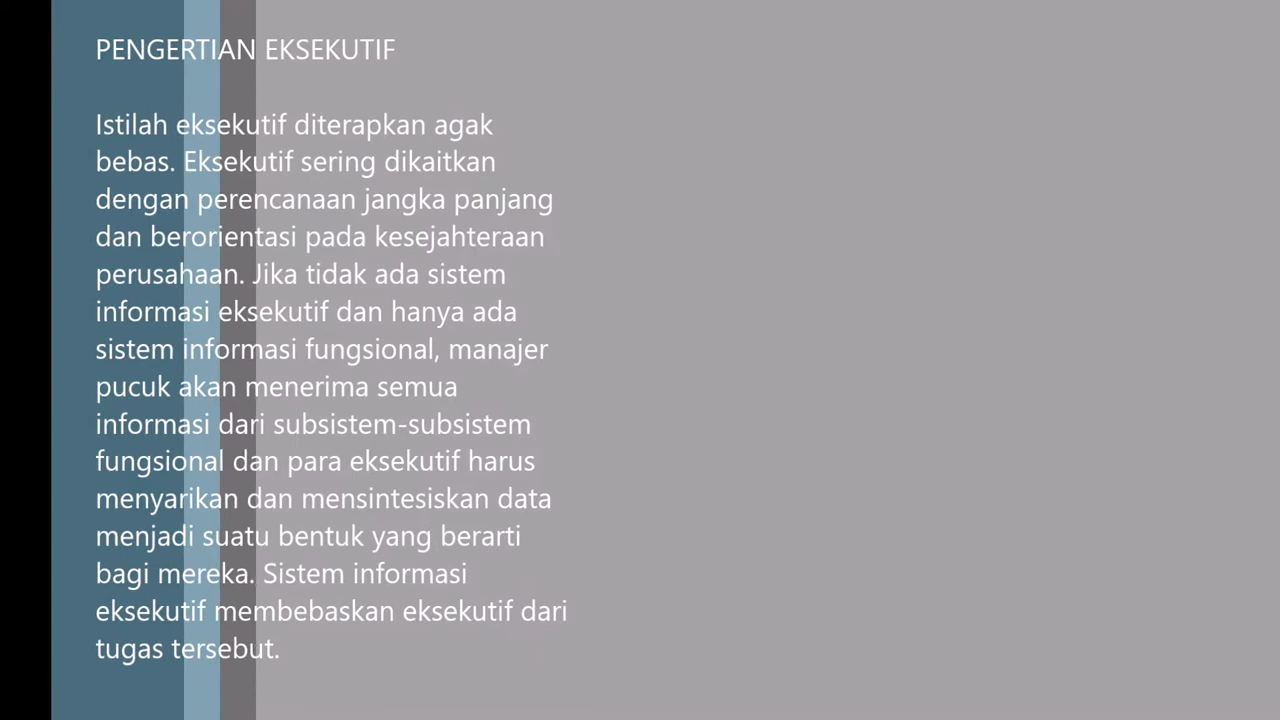 PENGERTIAN EKSEKUTIF
Istilah eksekutif diterapkan agak
bebas. Eksekutif sering dikaitkan
dengan perencanaan jangka panjang
dan berorientasi pada kesejahteraan
perusahaan. Jika tidak ada sistem
informasi eksekutif dan hanya ada
sistem informasi fungsional, manajer
pucuk akan menerima semua
informasi dari subsistem-subsistem
fungsional dan para eksekutif harus
menyarikan dan mensintesiskan data
menjadi suatu bentuk yang berarti
bagi mereka. Sistem informasi
eksekutif membebaskan eksekutif dari
tugas tersebut.